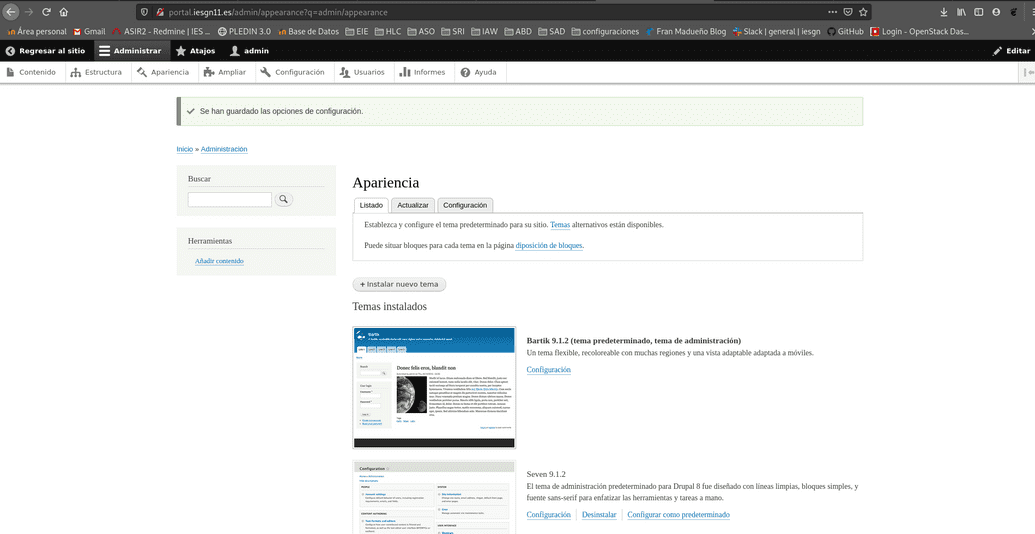 portal.iesgn11.es/admin/appearance?q=admin/appearance
Área personal Gmail ASIR2 - Redmine | IES ... PLEDIN 3.0 Base de Datos EIE HLC ASO SRI IAW ABD SAD configuraciones Fran Madueño Blog Slack | general | iesgn GitHub Login - OpenStack Das...
Regresar al sitio Administrar Atajos admin Editar
Contenido Estructura Apariencia Ampliar Configuración Usuarios Informes Ayuda
Se han guardado las opciones de configuración.
Inicio » Administración
Buscar
Herramientas
Añadir contenido
Apariencia
Listado Actualizar Configuración
Establezca y configure el tema predeterminado para su sitio. Temas alternativos están disponibles.
Puede situar bloques para cada tema en la página diposición de bloques.
+ Instalar nuevo tema
Temas instalados
Bartik
Donec felis eros, blandit non
Bartik 9.1.2 (tema predeterminado, tema de administración)
Un tema flexible, recoloreable con muchas regiones y una vista adaptable adaptada a móviles.
Configuración
Configuration
Seven 9.1.2
El tema de administración predeterminado para Drupal 8 fue diseñado con líneas limpias, bloques simples, y
fuente sans-serif para enfatizar las herramientas y tareas a mano.
Configuración Desinstalar Configurar como predeterminado